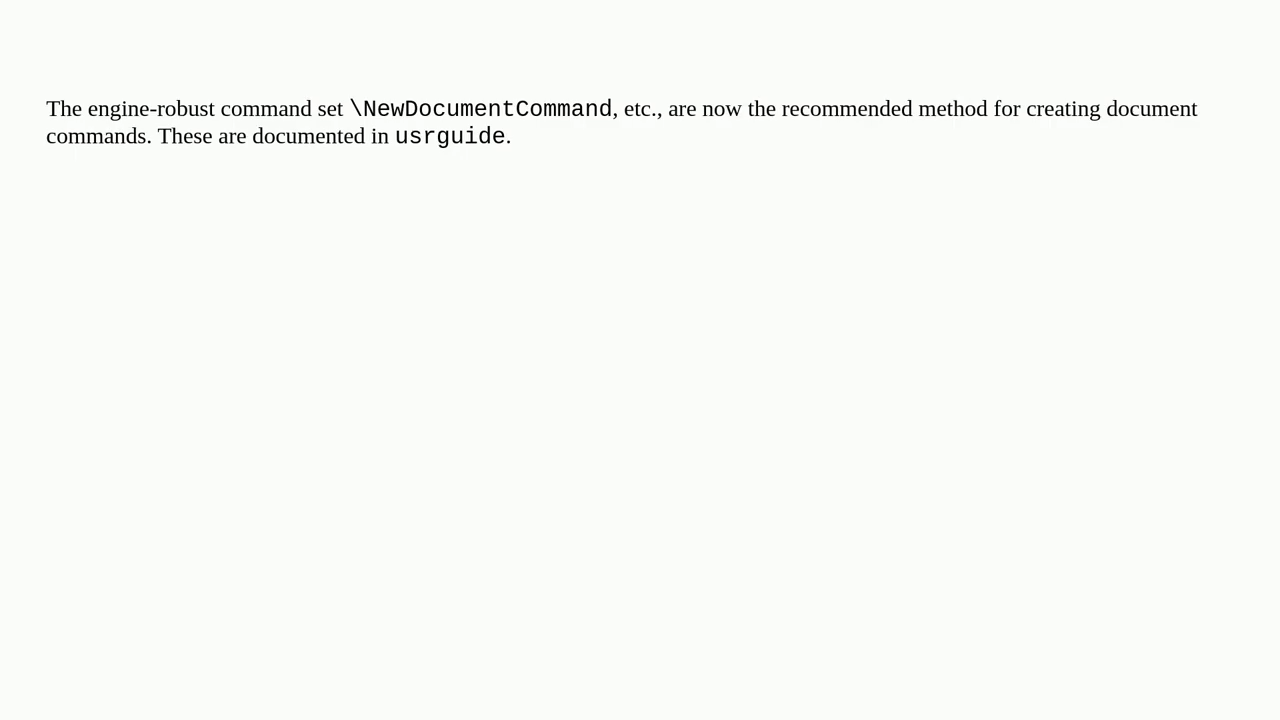 The engine-robust command set \NewDocumentCommand, etc., are now the recommended method for creating document
commands. These are documented in usrguide.